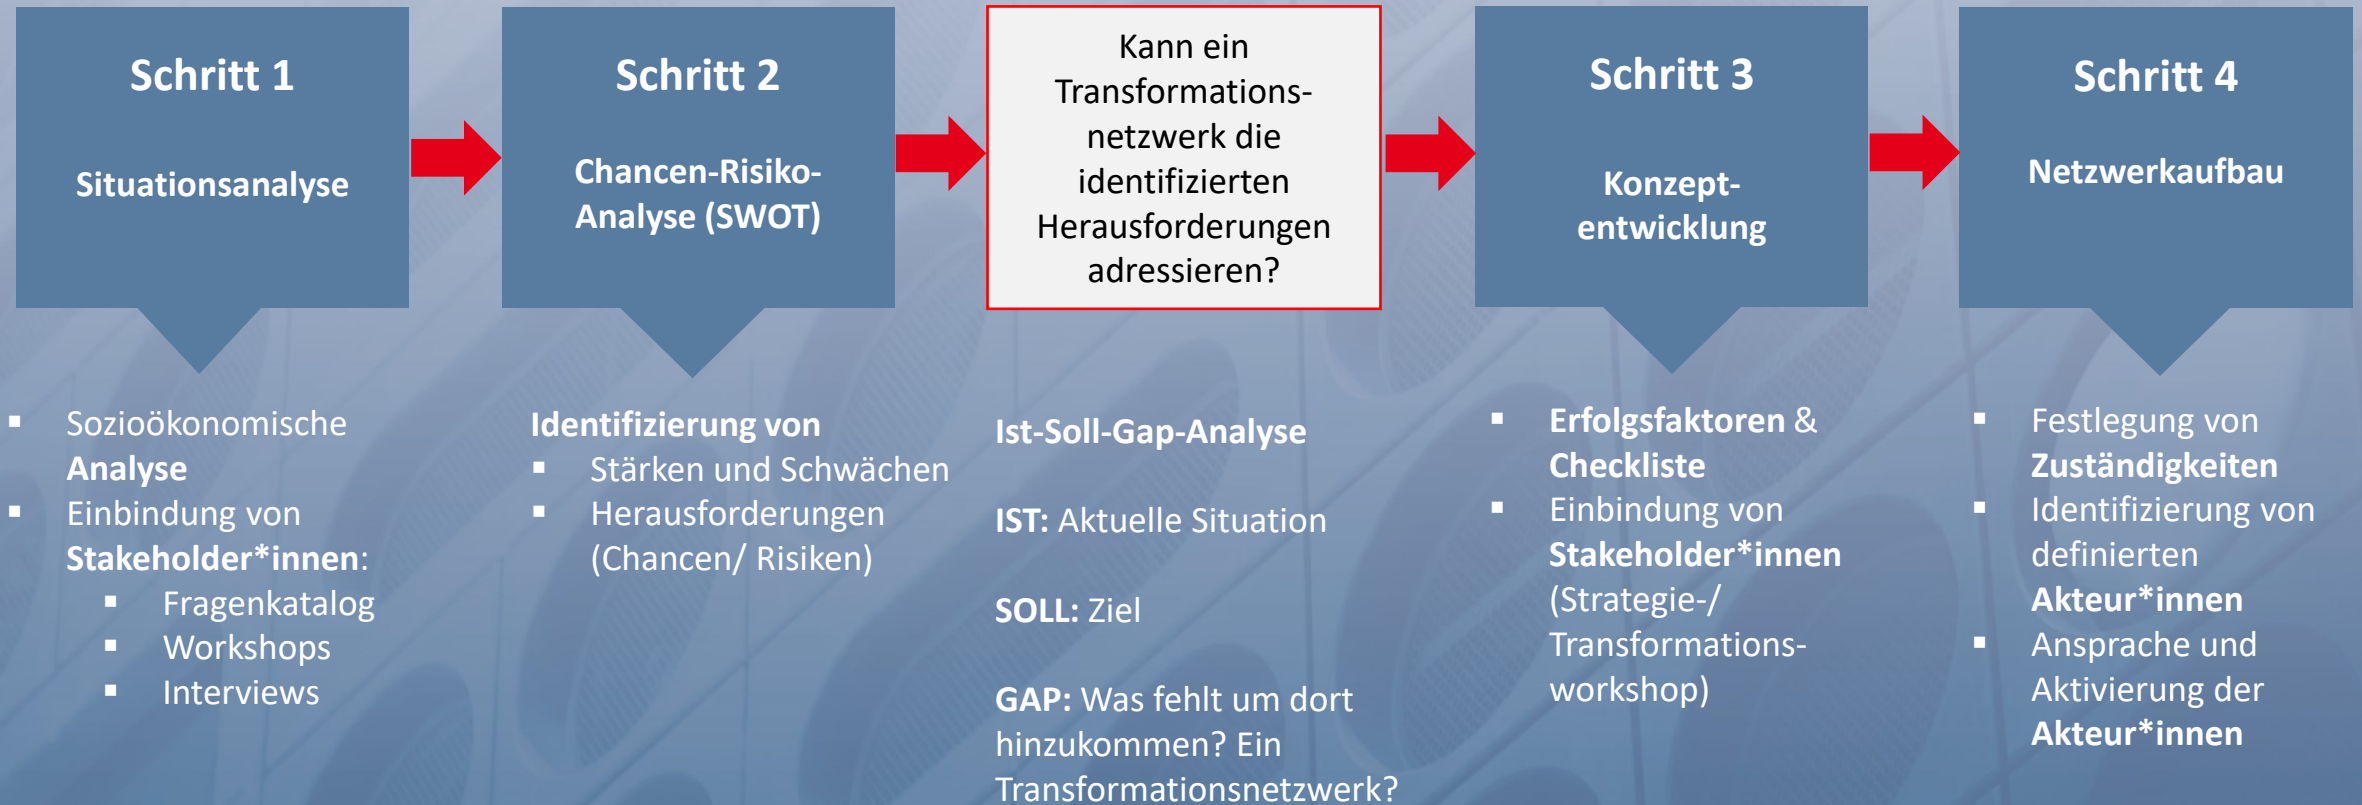 Schritt 1
Situationsanalyse
Schritt 2
Chancen-Risiko-
Analyse (SWOT)
Kann ein
Transformations-
netzwerk die
identifizierten
Herausforderungen
adressieren?
Schritt 3
Konzept-
entwicklung
Schritt 4
Netzwerkaufbau
▪ Sozioökonomische
Analyse
▪ Einbindung von
Stakeholder*innen:
▪ Fragenkatalog
▪ Workshops
▪ Interviews
Identifizierung von
▪ Stärken und Schwächen
▪ Herausforderungen
(Chancen/ Risiken)
Ist-Soll-Gap-Analyse
IST: Aktuelle Situation
SOLL: Ziel
GAP: Was fehlt um dort
hinzukommen? Ein
Transformationsnetzwerk?
▪ Erfolgsfaktoren &
Checkliste
▪ Einbindung von
Stakeholder*innen
(Strategie-/
Transformations-
workshop)
▪ Festlegung von
Zuständigkeiten
▪ Identifizierung von
definierten
Akteur*innen
▪ Ansprache und
Aktivierung der
Akteur*innen